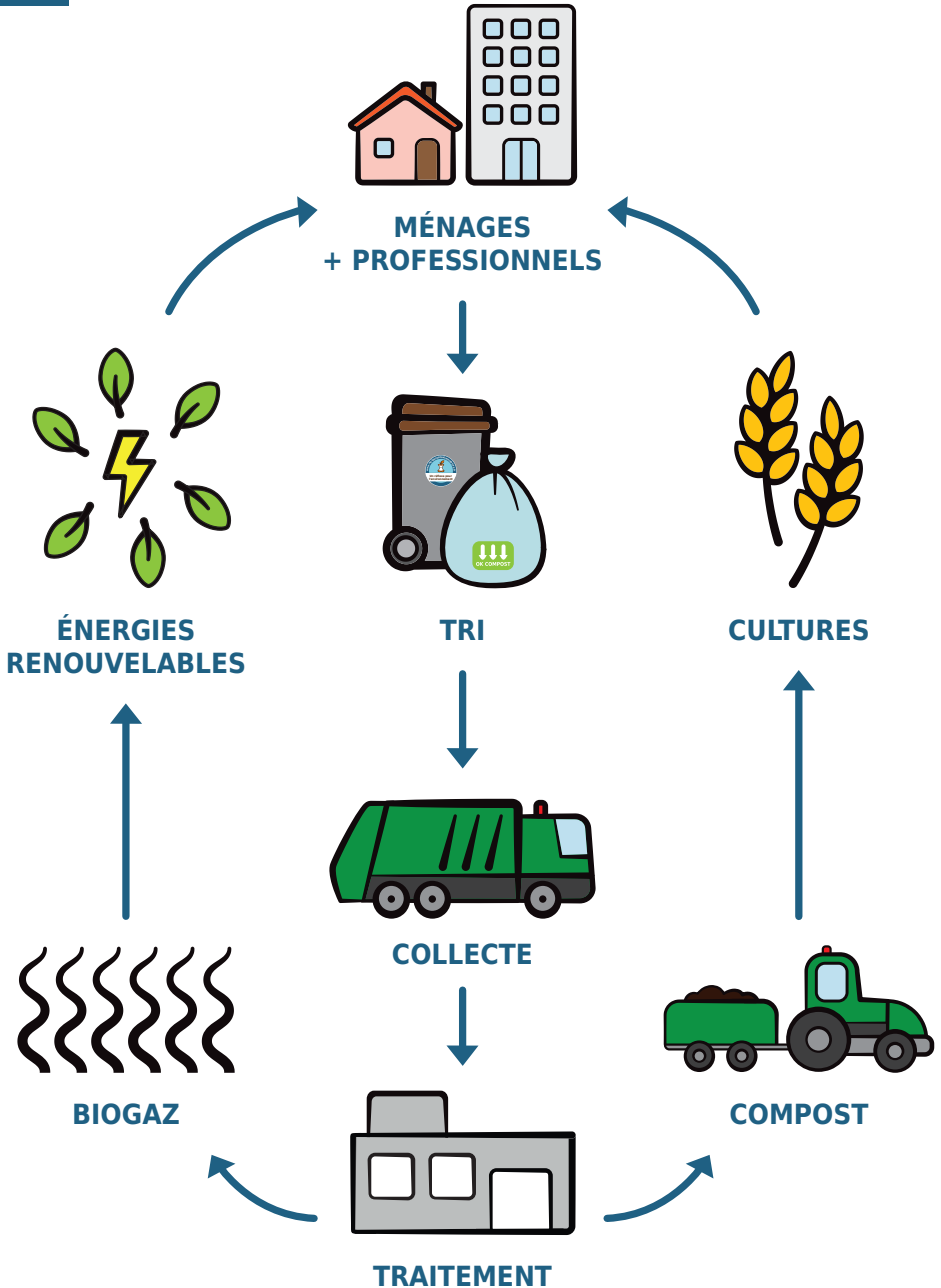 MÉNAGES
+ PROFESSIONNELS
OK COMPOST
ÉNERGIES
RENOUVELABLES
TRI
CULTURES
COLLECTE
BIOGAZ
COMPOST
TRAITEMENT